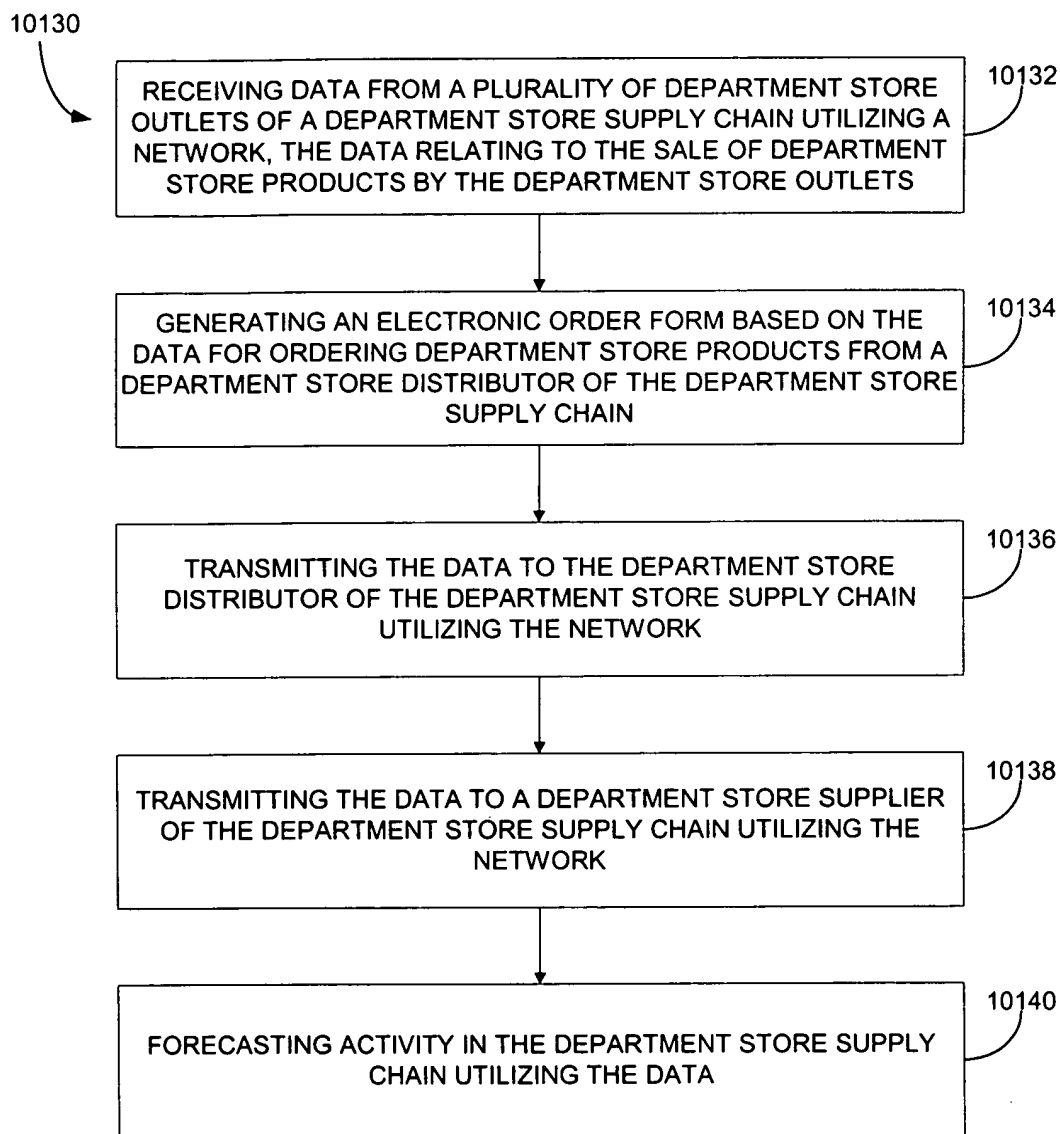 10130
RECEIVING DATA FROM A PLURALITY OF DEPARTMENT STORE
OUTLETS OF A DEPARTMENT STORE SUPPLY CHAIN UTILIZING A
NETWORK, THE DATA RELATING TO THE SALE OF DEPARTMENT
STORE PRODUCTS BY THE DEPARTMENT STORE OUTLETS
10132
GENERATING AN ELECTRONIC ORDER FORM BASED ON THE
DATA FOR ORDERING DEPARTMENT STORE PRODUCTS FROM A
DEPARTMENT STORE DISTRIBUTOR OF THE DEPARTMENT STORE
SUPPLY CHAIN
10134
TRANSMITTING THE DATA TO THE DEPARTMENT STORE
DISTRIBUTOR OF THE DEPARTMENT STORE SUPPLY CHAIN
UTILIZING THE NETWORK
10136
TRANSMITTING THE DATA TO A DEPARTMENT STORE SUPPLIER
OF THE DEPARTMENT STORE SUPPLY CHAIN UTILIZING THE
NETWORK
10138
FORECASTING ACTIVITY IN THE DEPARTMENT STORE SUPPLY
CHAIN UTILIZING THE DATA
10140